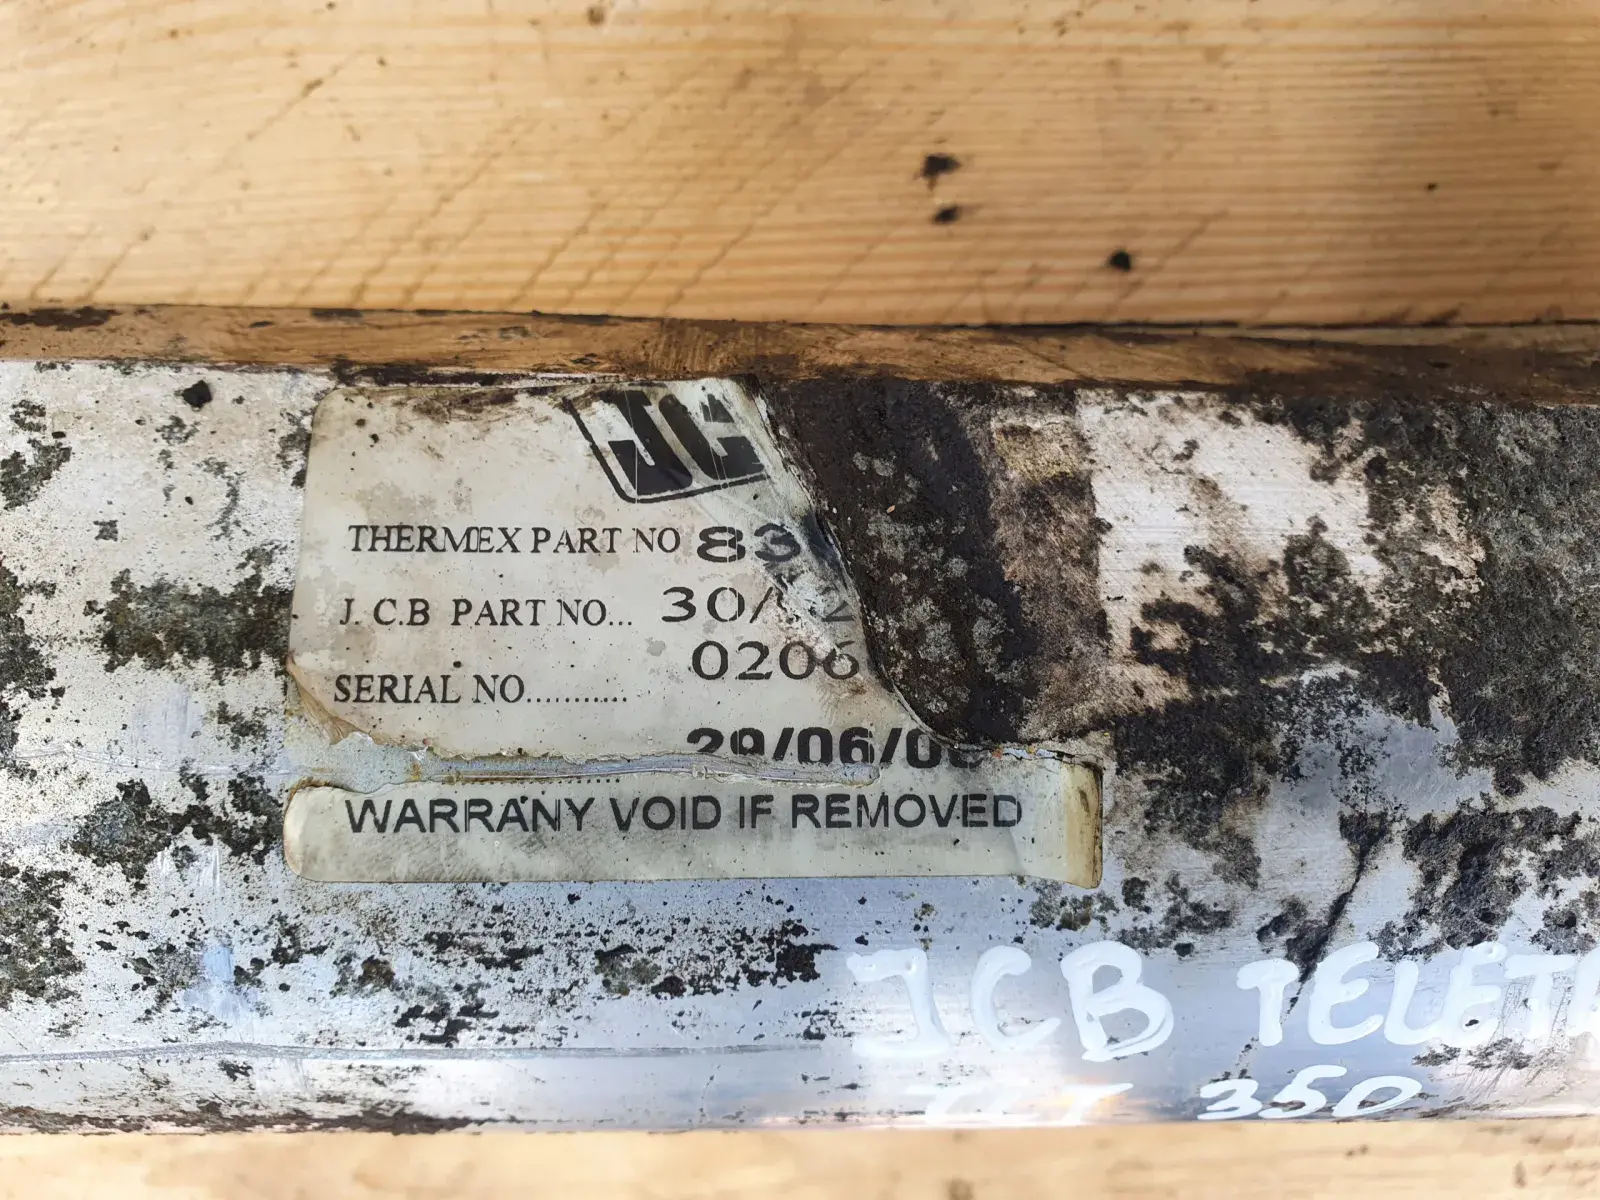 JC
THERMEX PART NO 83
J.C.B PART NO... 30/
SERIAL NO........... 0206
29/06/0
WARRANY VOID IF REMOVED
JCB TELET
350